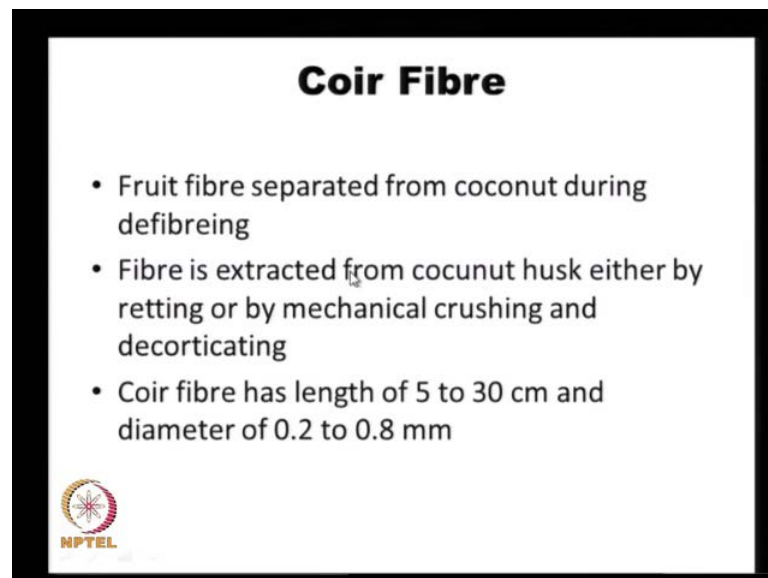 Coir Fibre
• Fruit fibre separated from coconut during
defibreing
• Fibre is extracted from cocunut husk either by
retting or by mechanical crushing and
decorticating
• Coir fibre has length of 5 to 30 cm and
diameter of 0.2 to 0.8 mm
NPTEL